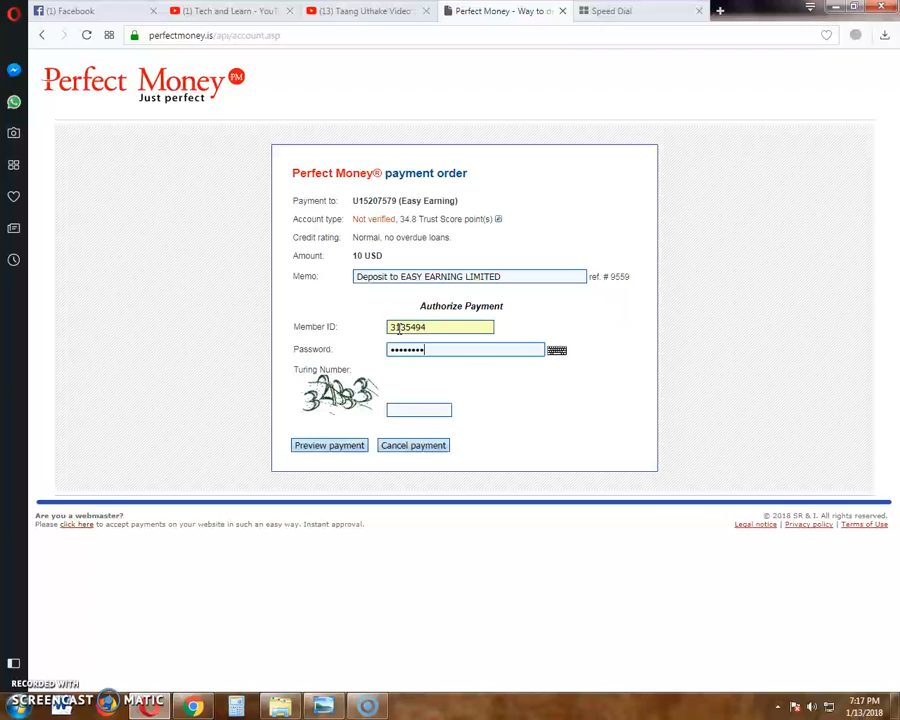 (1) Facebook
(1) Tech and Learn - YouT
(13) Taang Uthake Video
Perfect Money - Way to d
Speed Dial
perfectmoney.is/api/account.asp
Perfect Money PM
Just perfect
Perfect Money® payment order
Payment to: U15207579 (Easy Earning)
Account type: Not verified, 34.8 Trust Score point(s)
Credit rating: Normal, no overdue loans.
Amount: 10 USD
Memo: Deposit to EASY EARNING LIMITED ref. # 9559
Authorize Payment
Member ID: 3135494
Password: ••••••••
Turing Number:
Preview payment Cancel payment
Are you a webmaster?
Please click here to accept payments on your website in such an easy way. Instant approval.
© 2018 SR & I. All rights reserved.
Legal notice | Privacy policy | Terms of Use
RECORDED WITH
SCREENCAST MATIC
7:17 PM
1/13/2018